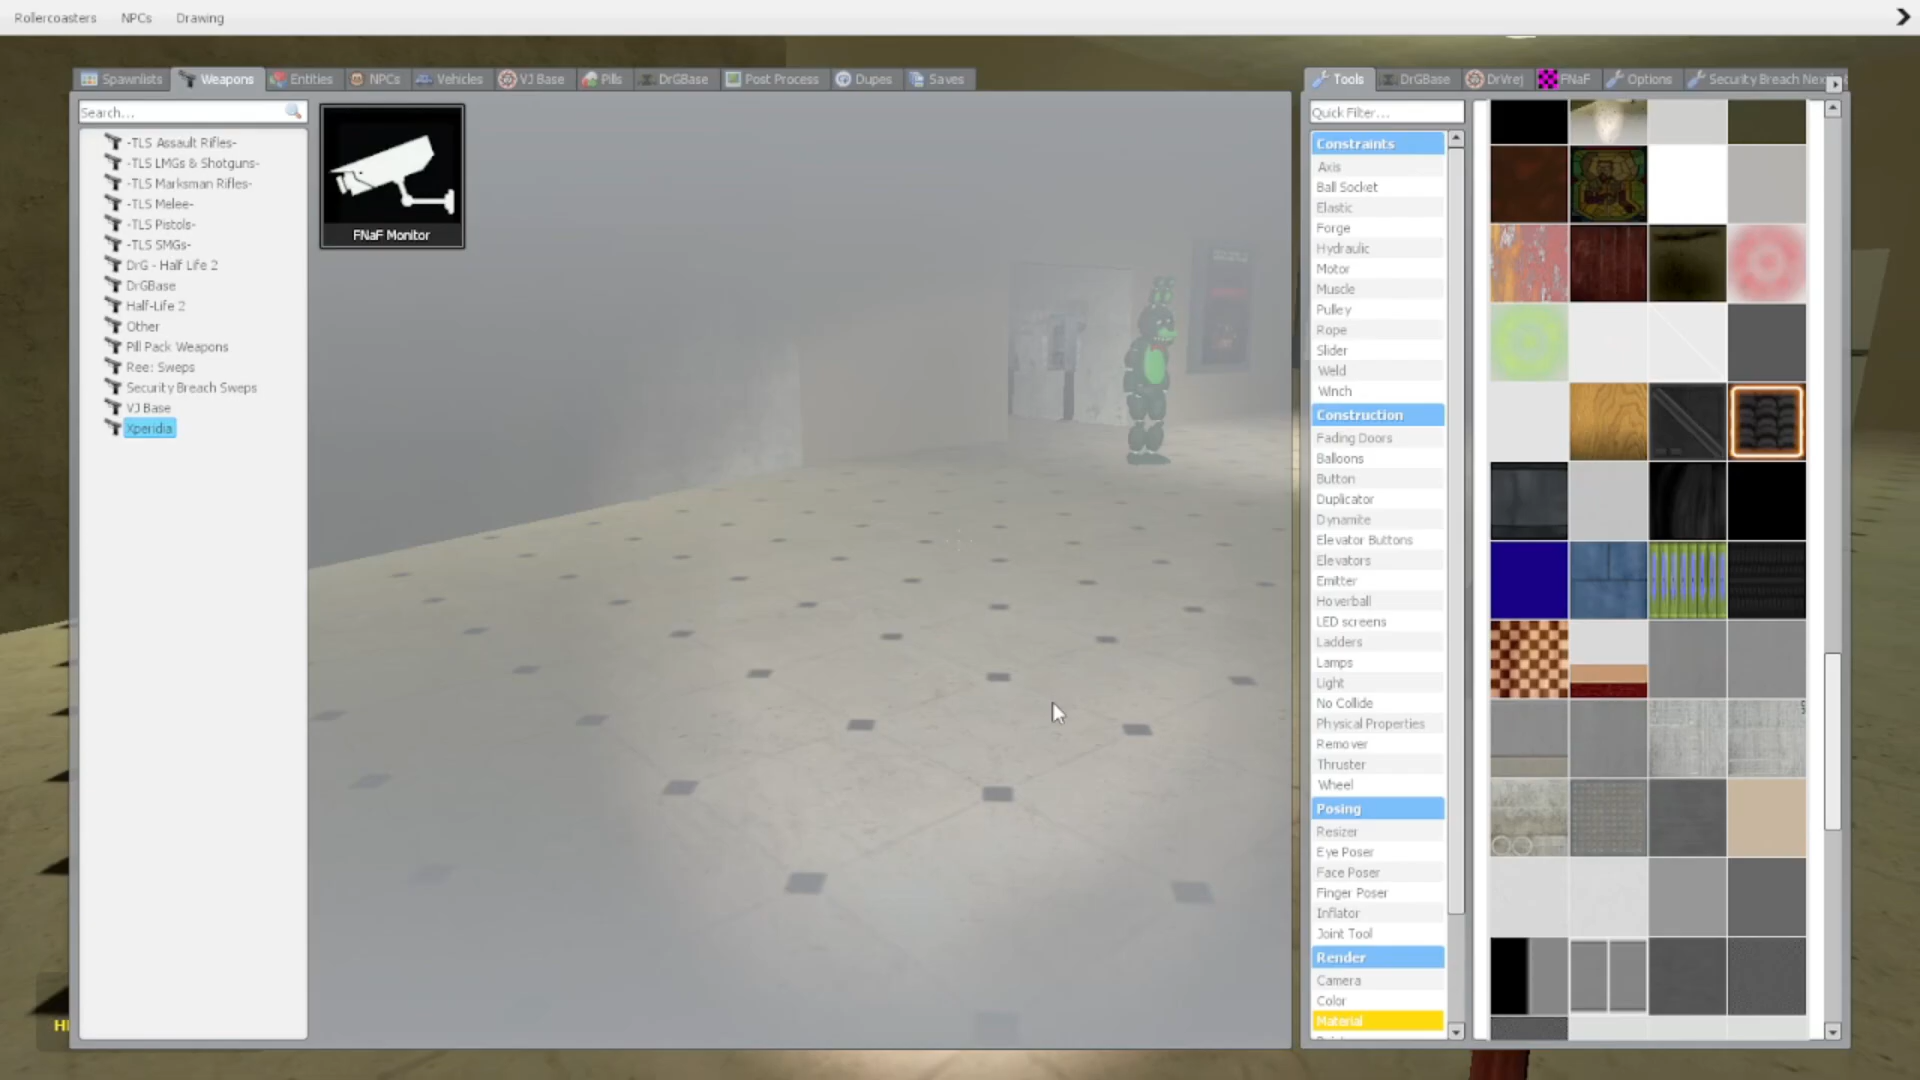 Rollercoasters NPCs Drawing
Spawnlists Weapons Entities NPCs Vehicles VJ Base Pills DrGBase Post Process Dupes Saves
Tools DrGBase DrVrej FNaF Options Security Breach Nex
Search...
-TLS Assault Rifles-
-TLS LMGs & Shotguns-
-TLS Marksman Rifles-
-TLS Melee-
-TLS Pistols-
-TLS SMGs-
DrG - Half Life 2
DrGBase
Half-Life 2
Other
Pill Pack Weapons
Ree: Sweps
Security Breach Sweps
VJ Base
Xperidia
FNaF Monitor
Quick Filter...
Constraints
Axis
Ball Socket
Elastic
Forge
Hydraulic
Motor
Muscle
Pulley
Rope
Slider
Weld
Winch
Construction
Fading Doors
Balloons
Button
Duplicator
Dynamite
Elevator Buttons
Elevators
Emitter
Hoverball
LED screens
Ladders
Lamps
Light
No Collide
Physical Properties
Remover
Thruster
Wheel
Posing
Resizer
Eye Poser
Face Poser
Finger Poser
Inflator
Joint Tool
Render
Camera
Color
Material